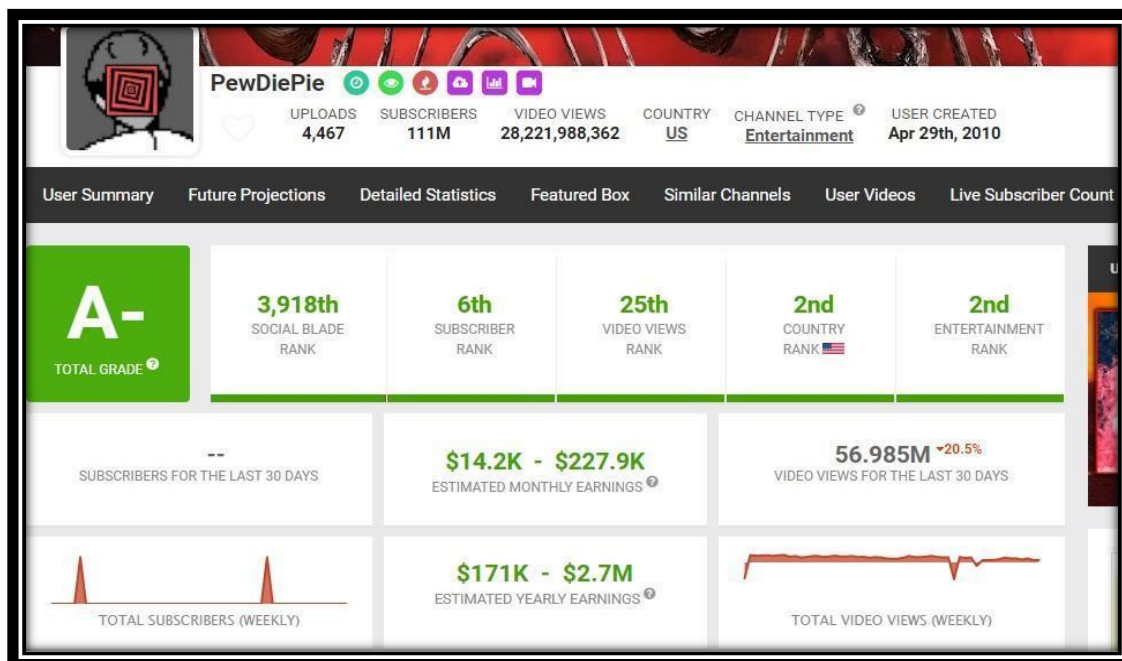 PewDiePie
UPLOADS SUBSCRIBERS VIDEO VIEWS COUNTRY CHANNEL TYPE ? USER CREATED
4,467 111M 28,221,988,362 US Entertainment Apr 29th, 2010
User Summary Future Projections Detailed Statistics Featured Box Similar Channels User Videos Live Subscriber Count
A-
TOTAL GRADE ?
3,918th
SOCIAL BLADE
RANK
6th
SUBSCRIBER
RANK
25th
VIDEO VIEWS
RANK
2nd
COUNTRY
RANK
2nd
ENTERTAINMENT
RANK
U
--
SUBSCRIBERS FOR THE LAST 30 DAYS
$14.2K - $227.9K
ESTIMATED MONTHLY EARNINGS ?
56.985M 20.5%
VIDEO VIEWS FOR THE LAST 30 DAYS
TOTAL SUBSCRIBERS (WEEKLY)
$171K - $2.7M
ESTIMATED YEARLY EARNINGS ?
TOTAL VIDEO VIEWS (WEEKLY)